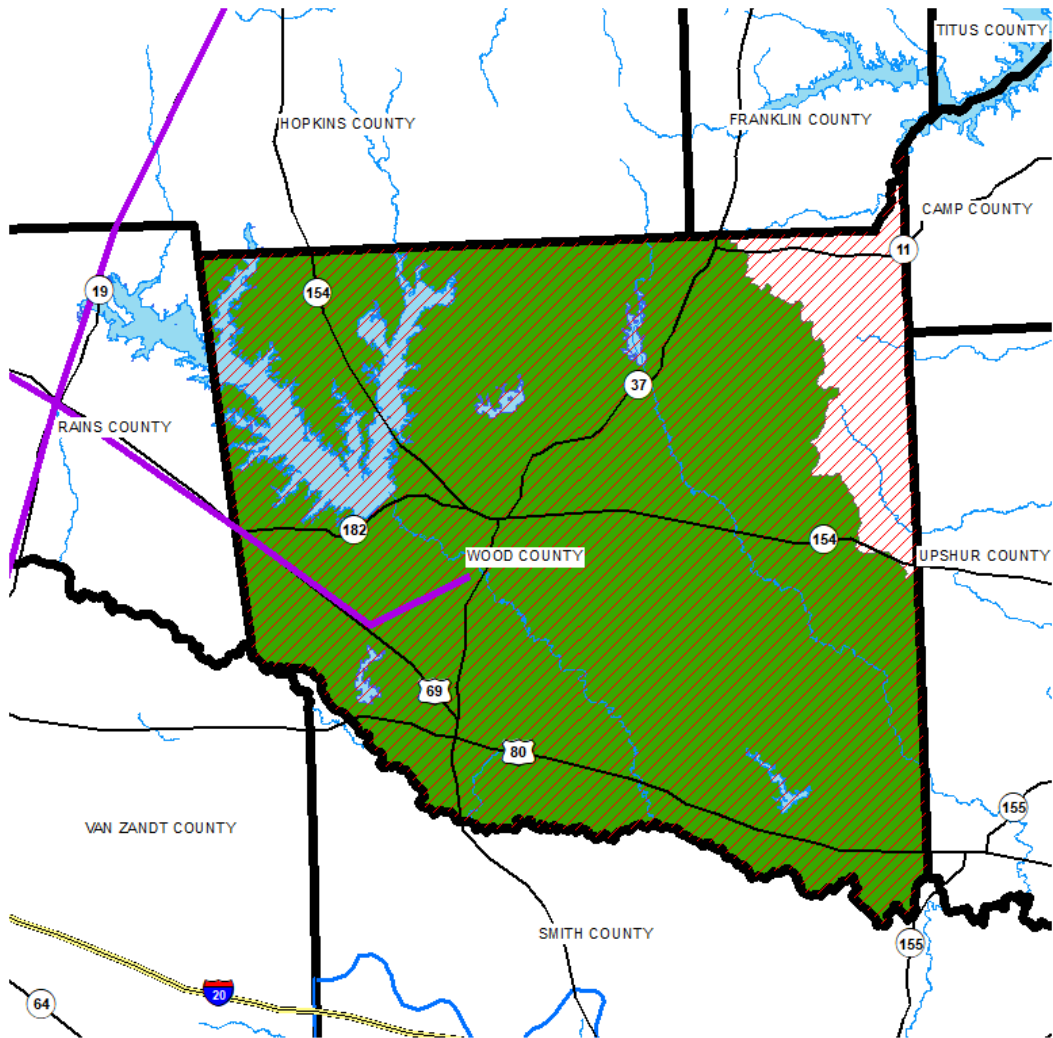 TITUS COUNTY
HOPKINS COUNTY
FRANKLIN COUNTY
CAMP COUNTY
11
19
154
37
RAINS COUNTY
182
154
WOOD COUNTY
UPSHUR COUNTY
69
80
155
VAN ZANDT COUNTY
SMITH COUNTY
155
20
64